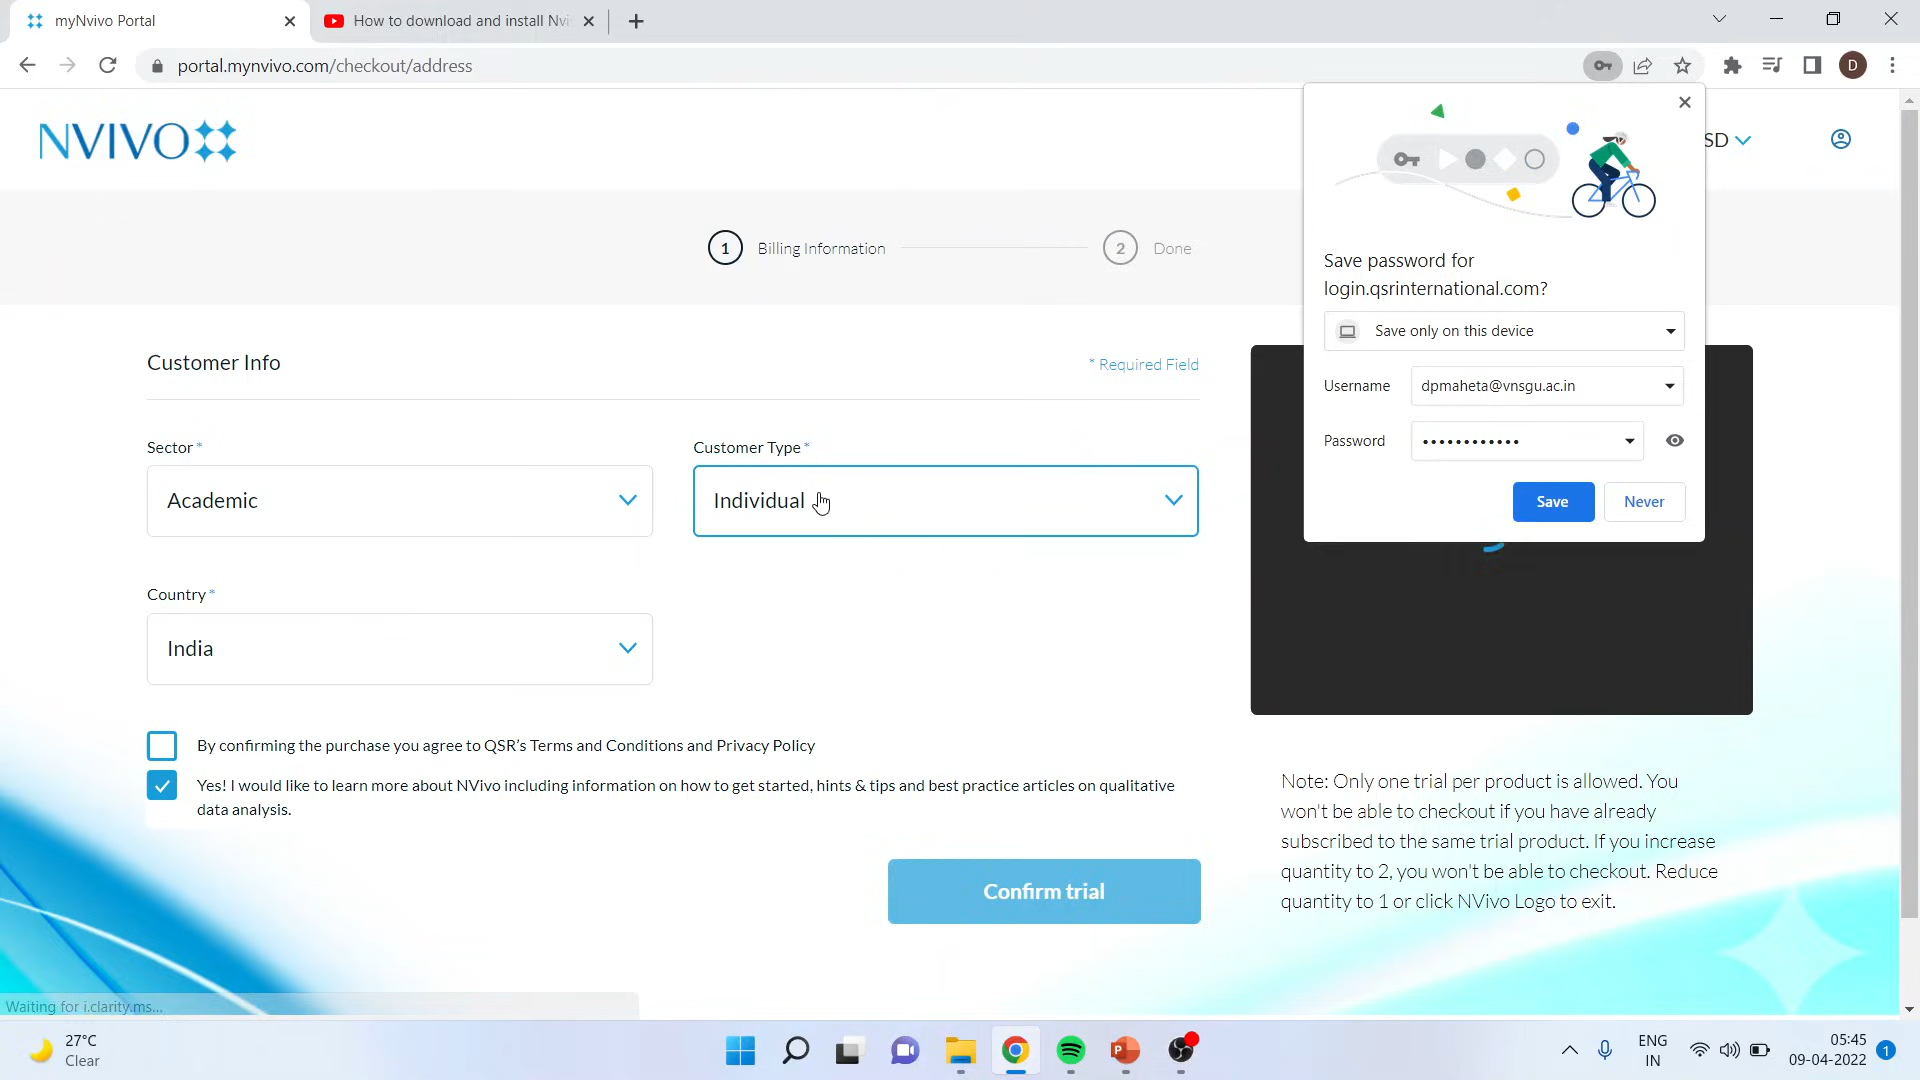 myNvivo Portal
How to download and install Nvi
portal.mynvivo.com/checkout/address
D
NVIVO
SD
1 Billing Information
2 Done
Save password for
login.qsrinternational.com?
Save only on this device
Username dpmaheta@vnsgu.ac.in
Password ••••••••••••
Save Never
Customer Info
* Required Field
Sector * Customer Type *
Academic Individual
Country *
India
By confirming the purchase you agree to QSR's Terms and Conditions and Privacy Policy
Yes! I would like to learn more about NVivo including information on how to get started, hints & tips and best practice articles on qualitative
data analysis.
Confirm trial
Note: Only one trial per product is allowed. You
won't be able to checkout if you have already
subscribed to the same trial product. If you increase
quantity to 2, you won't be able to checkout. Reduce
quantity to 1 or click NVivo Logo to exit.
Waiting for i.clarity.ms...
27°C
Clear
P
ENG
IN
05:45
09-04-2022
1